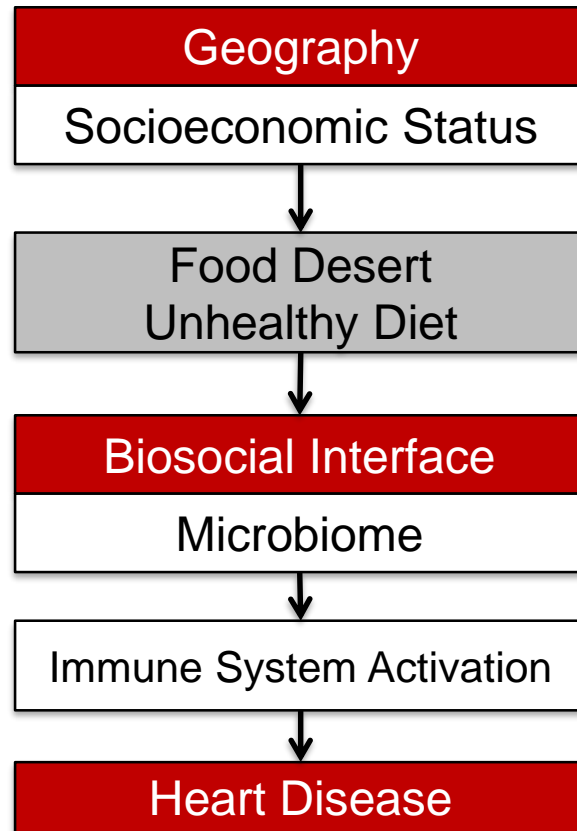 Geography
Socioeconomic Status
Food Desert
Unhealthy Diet
Biosocial Interface
Microbiome
Immune System Activation
Heart Disease